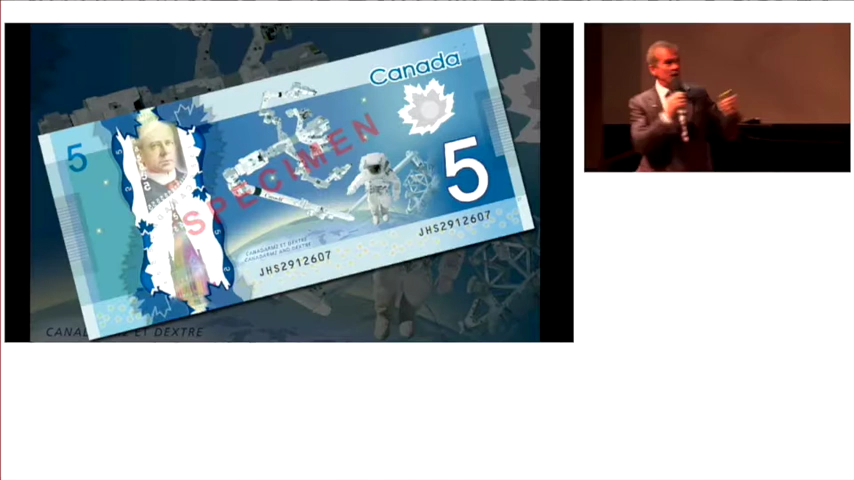 Canada
5
5
SPECIMEN
CANADARM2 ET DEXTRE
CANADARM2 AND DEXTRE
JHS2912607
JHS2912607
ET DEXTRE